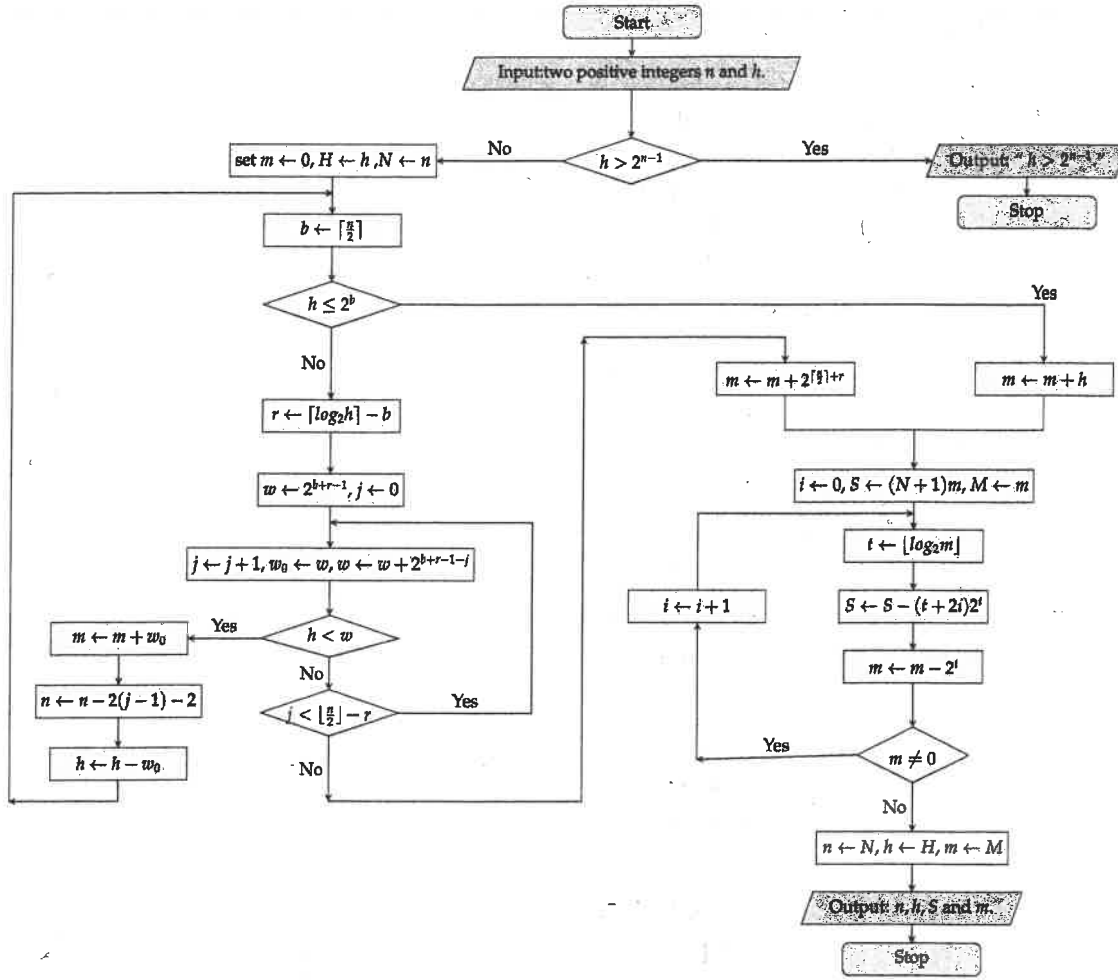 Start
Input:two positive integers n and h.
h > 2^{n−1}
No
Yes
set m ← 0, H ← h ,N ← n
Output: " h > 2^{n−1}."
Stop
b ← ⌈n/2⌉
h ≤ 2^b
Yes
No
m ← m + 2^{⌈n/2⌉+r}
m ← m + h
r ← ⌈log₂h⌉ − b
w ← 2^{b+r−1}, j ← 0
i ← 0, S ← (N + 1)m, M ← m
t ← ⌊log₂m⌋
j ← j + 1, w₀ ← w, w ← w + 2^{b+r−1−j}
i ← i + 1
S ← S − (t + 2i)2^t
h < w
Yes
No
m ← m + w₀
m ← m − 2^t
n ← n − 2(j − 1) − 2
j < ⌊n/2⌋ − r
Yes
No
h ← h − w₀
m ≠ 0
Yes
No
n ← N, h ← H, m ← M
Output: n, h, S and m.
Stop